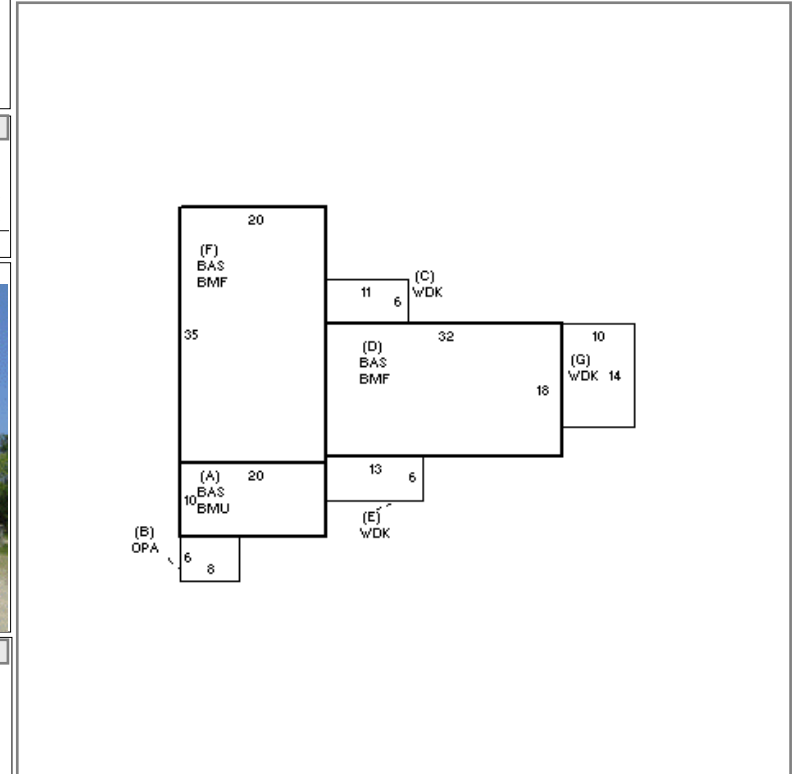 20
(F)
BAS
BMF
35
(C)
WDK
11
6
32
(D)
BAS
BMF
18
10
(G)
WDK 14
(A) 20
10 BAS
BMU
13
6
(E)
WDK
(B)
OPA
6
8